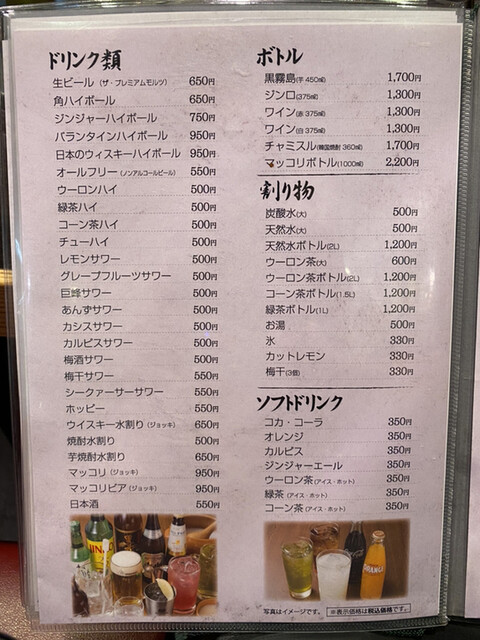 ドリンク類
生ビール (ザ・プレミアムモルツ) 650円
角ハイボール 650円
ジンジャーハイボール 750円
バランタインハイボール 950円
日本のウィスキーハイボール 950円
オールフリー (ノンアルコールビール) 550円
ウーロンハイ 500円
緑茶ハイ 500円
コーン茶ハイ 500円
チューハイ 500円
レモンサワー 500円
グレープフルーツサワー 500円
巨蜂サワー 500円
あんずサワー 500円
カシスサワー 500円
カルピスサワー 500円
梅酒サワー 500円
梅干サワー 550円
シークァーサーサワー 550円
ホッピー 550円
ウイスキー水割り (ジョッキ) 650円
焼酎水割り 500円
芋焼酎水割り 650円
マッコリ (ジョッキ) 950円
マッコリビア (ジョッキ) 950円
日本酒 550円
ボトル
黒霧島(芋 450㎖) 1,700円
ジンロ(375㎖) 1,300円
ワイン(赤 375㎖) 1,300円
ワイン(白 375㎖) 1,300円
チャミスル(韓国焼酎 360㎖) 1,700円
マッコリボトル(1000㎖) 2,200円
割り物
炭酸水(大) 500円
天然水(大) 500円
天然水ボトル(2L) 1,200円
ウーロン茶(大) 600円
ウーロン茶ボトル(2L) 1,200円
コーン茶ボトル(1.5L) 1,200円
緑茶ボトル(1L) 1,200円
お湯 500円
氷 330円
カットレモン 330円
梅干(3個) 330円
ソフトドリンク
コカ・コーラ 350円
オレンジ 350円
カルピス 350円
ジンジャーエール 350円
ウーロン茶 (アイス・ホット) 350円
緑茶 (アイス・ホット) 350円
コーン茶 (アイス・ホット) 350円
写真はイメージです。 ※表示価格は税込価格です。